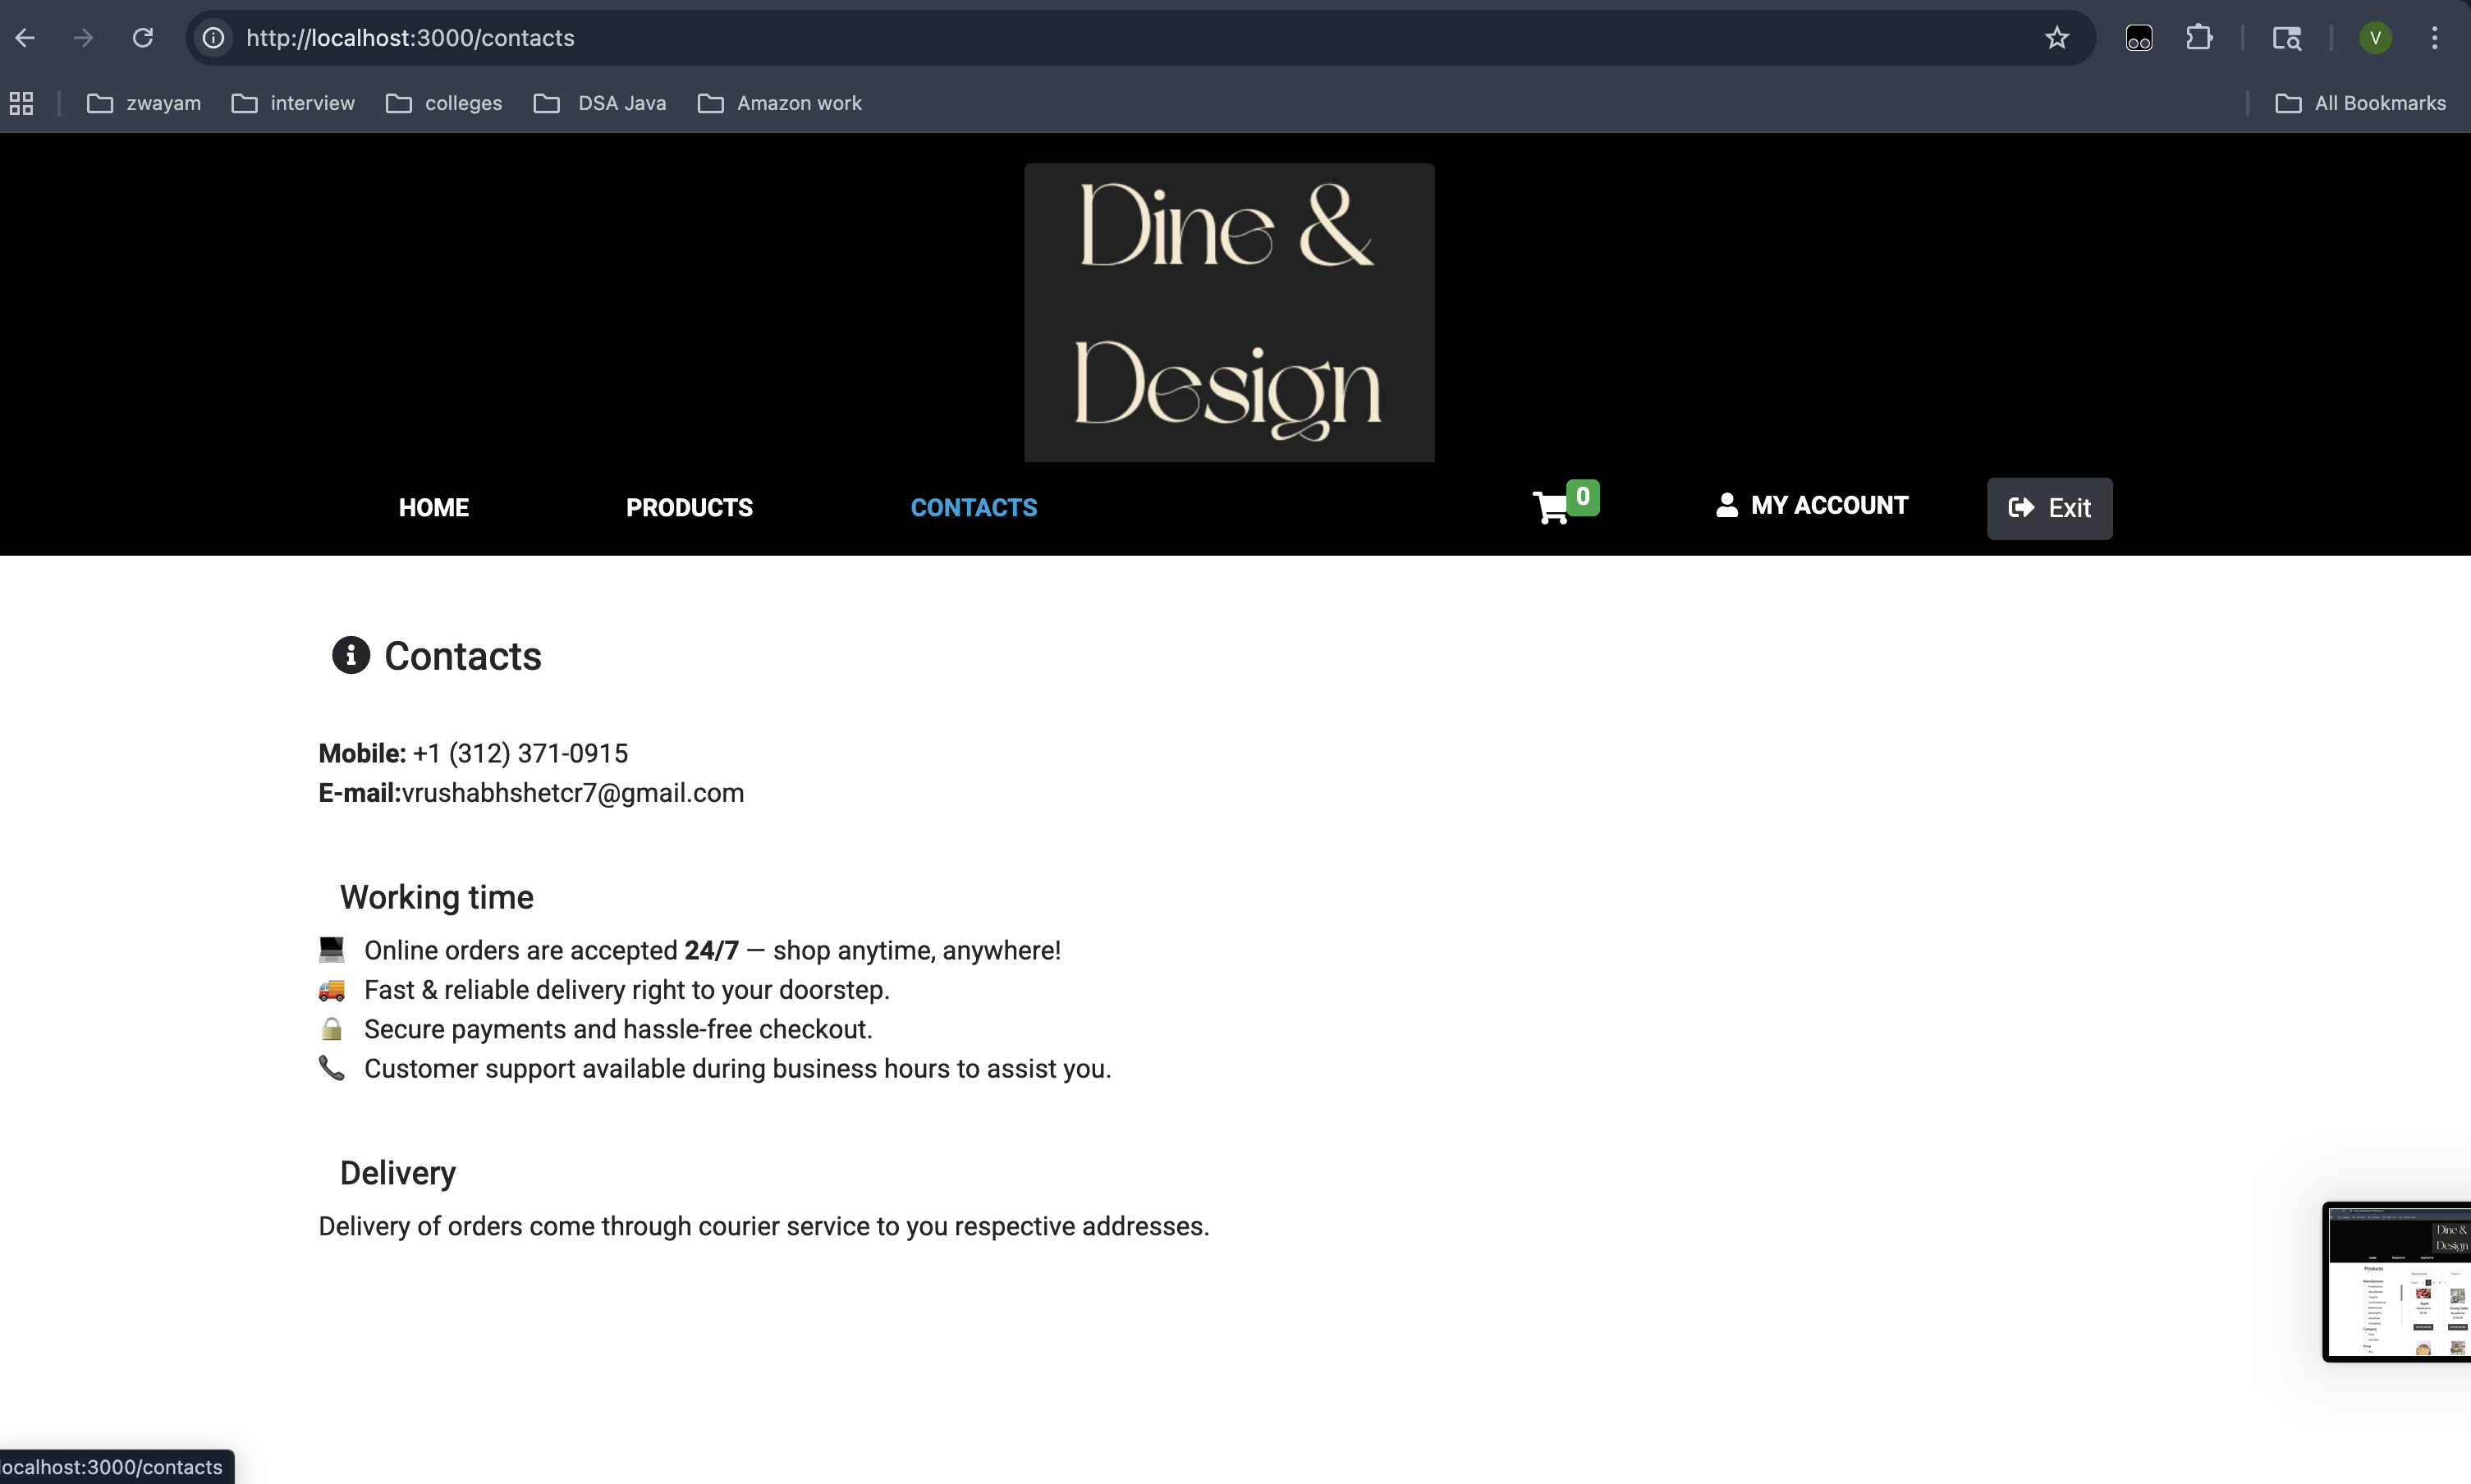 http://localhost:3000/contacts
V
zwayam
interview
colleges
DSA Java
Amazon work
All Bookmarks
Dine &
Design
HOME
PRODUCTS
CONTACTS
0
MY ACCOUNT
Exit
Contacts
Mobile: +1 (312) 371-0915
E-mail:vrushabhshetcr7@gmail.com
Working time
Online orders are accepted 24/7 — shop anytime, anywhere!
Fast & reliable delivery right to your doorstep.
Secure payments and hassle-free checkout.
Customer support available during business hours to assist you.
Delivery
Delivery of orders come through courier service to you respective addresses.
Dine &
Design
Products
localhost:3000/contacts